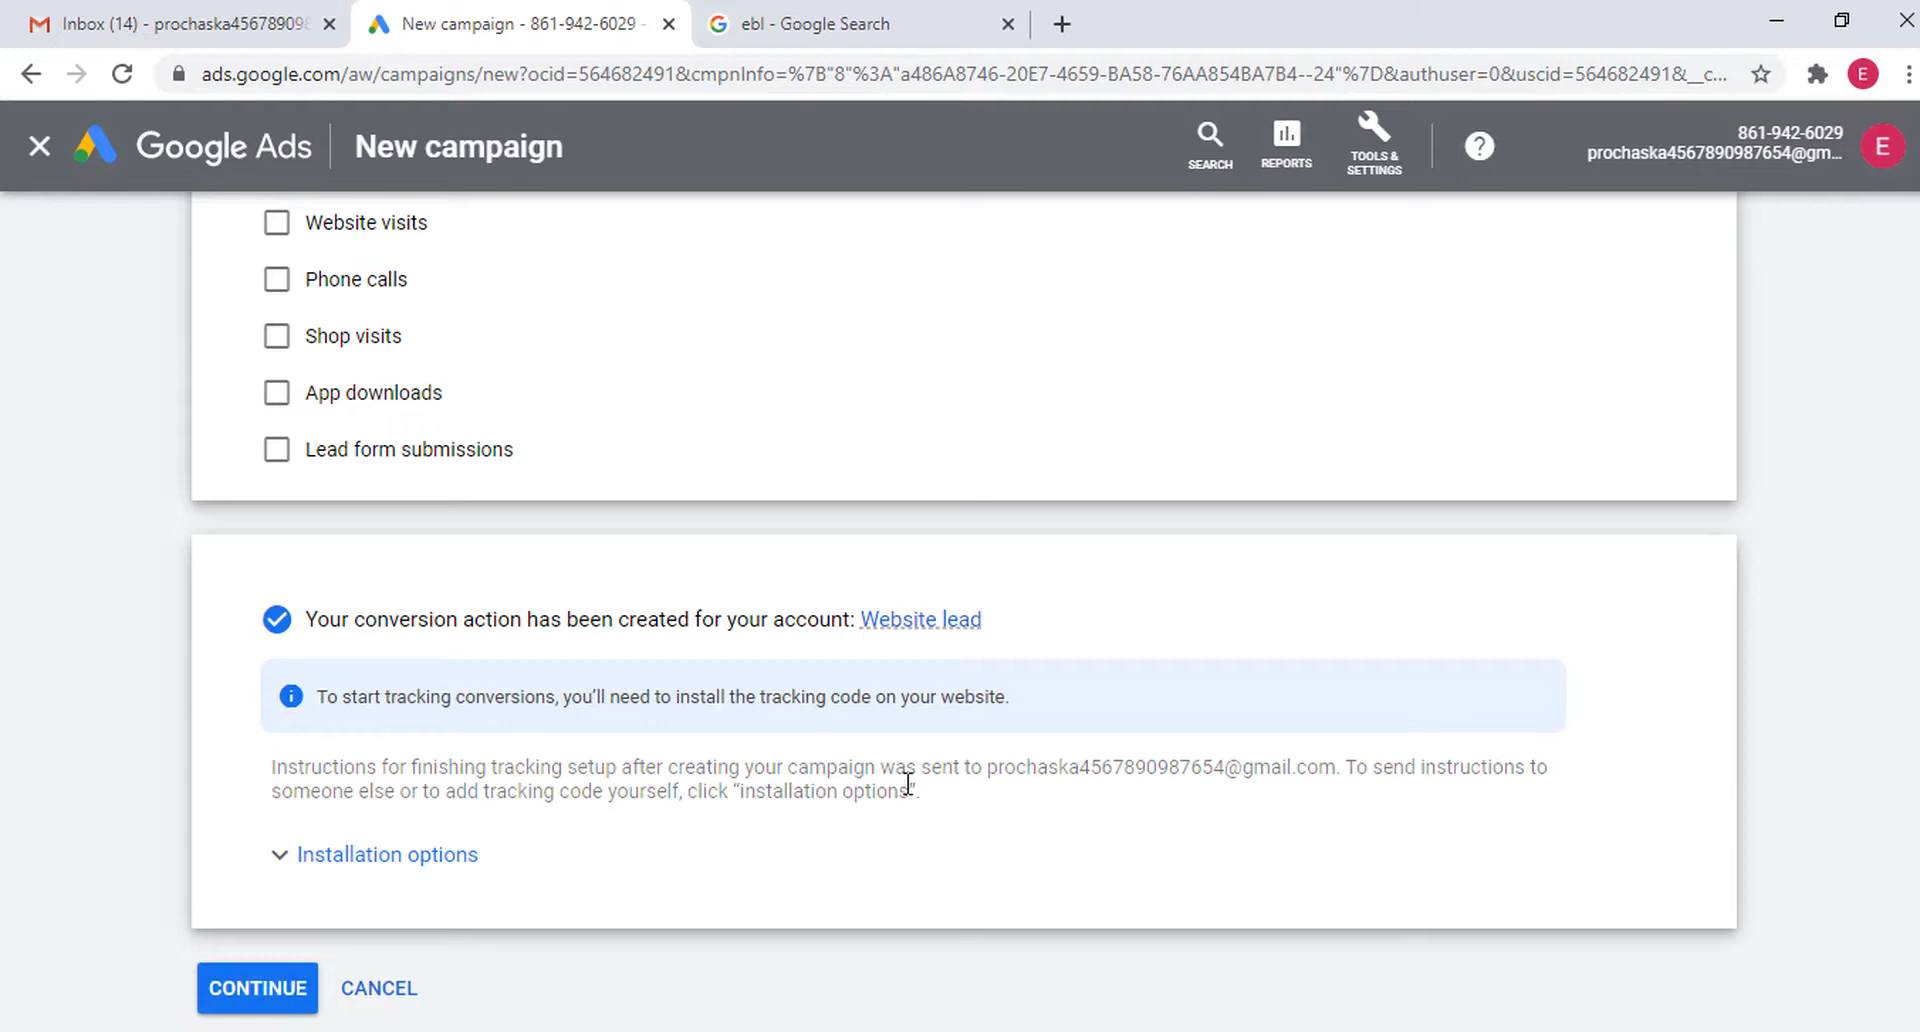 Inbox (14) - prochaska456789098
New campaign - 861-942-6029 -
ebl - Google Search
ads.google.com/aw/campaigns/new?ocid=564682491&cmpnInfo=%7B"8"%3A"a486A8746-20E7-4659-BA58-76AA854BA7B4--24"%7D&authuser=0&uscid=564682491&__c...
E
Google Ads
New campaign
SEARCH
REPORTS
TOOLS &
SETTINGS
?
861-942-6029
prochaska4567890987654@gm...
E
Website visits
Phone calls
Shop visits
App downloads
Lead form submissions
Your conversion action has been created for your account: Website lead
To start tracking conversions, you'll need to install the tracking code on your website.
Instructions for finishing tracking setup after creating your campaign was sent to prochaska4567890987654@gmail.com. To send instructions to
someone else or to add tracking code yourself, click “installation options”.
Installation options
CONTINUE
CANCEL